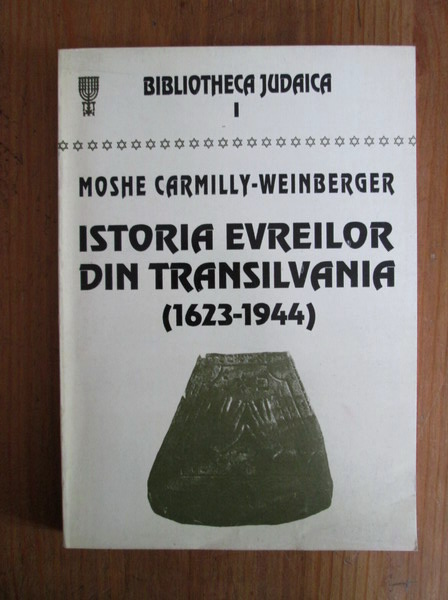 BIBLIOTHECA JUDAICA
I
MOSHE CARMILLY-WEINBERGER
ISTORIA EVREILOR
DIN TRANSILVANIA
(1623-1944)